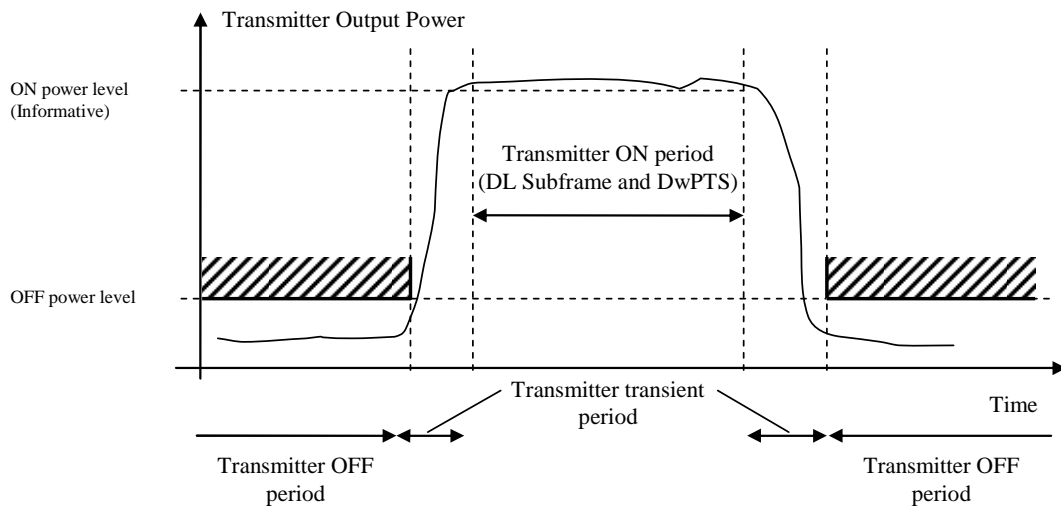 Transmitter Output Power
ON power level
(Informative)
Transmitter ON period
(DL Subframe and DwPTS)
OFF power level
Transmitter transient
period
Time
Transmitter OFF
period
Transmitter OFF
period